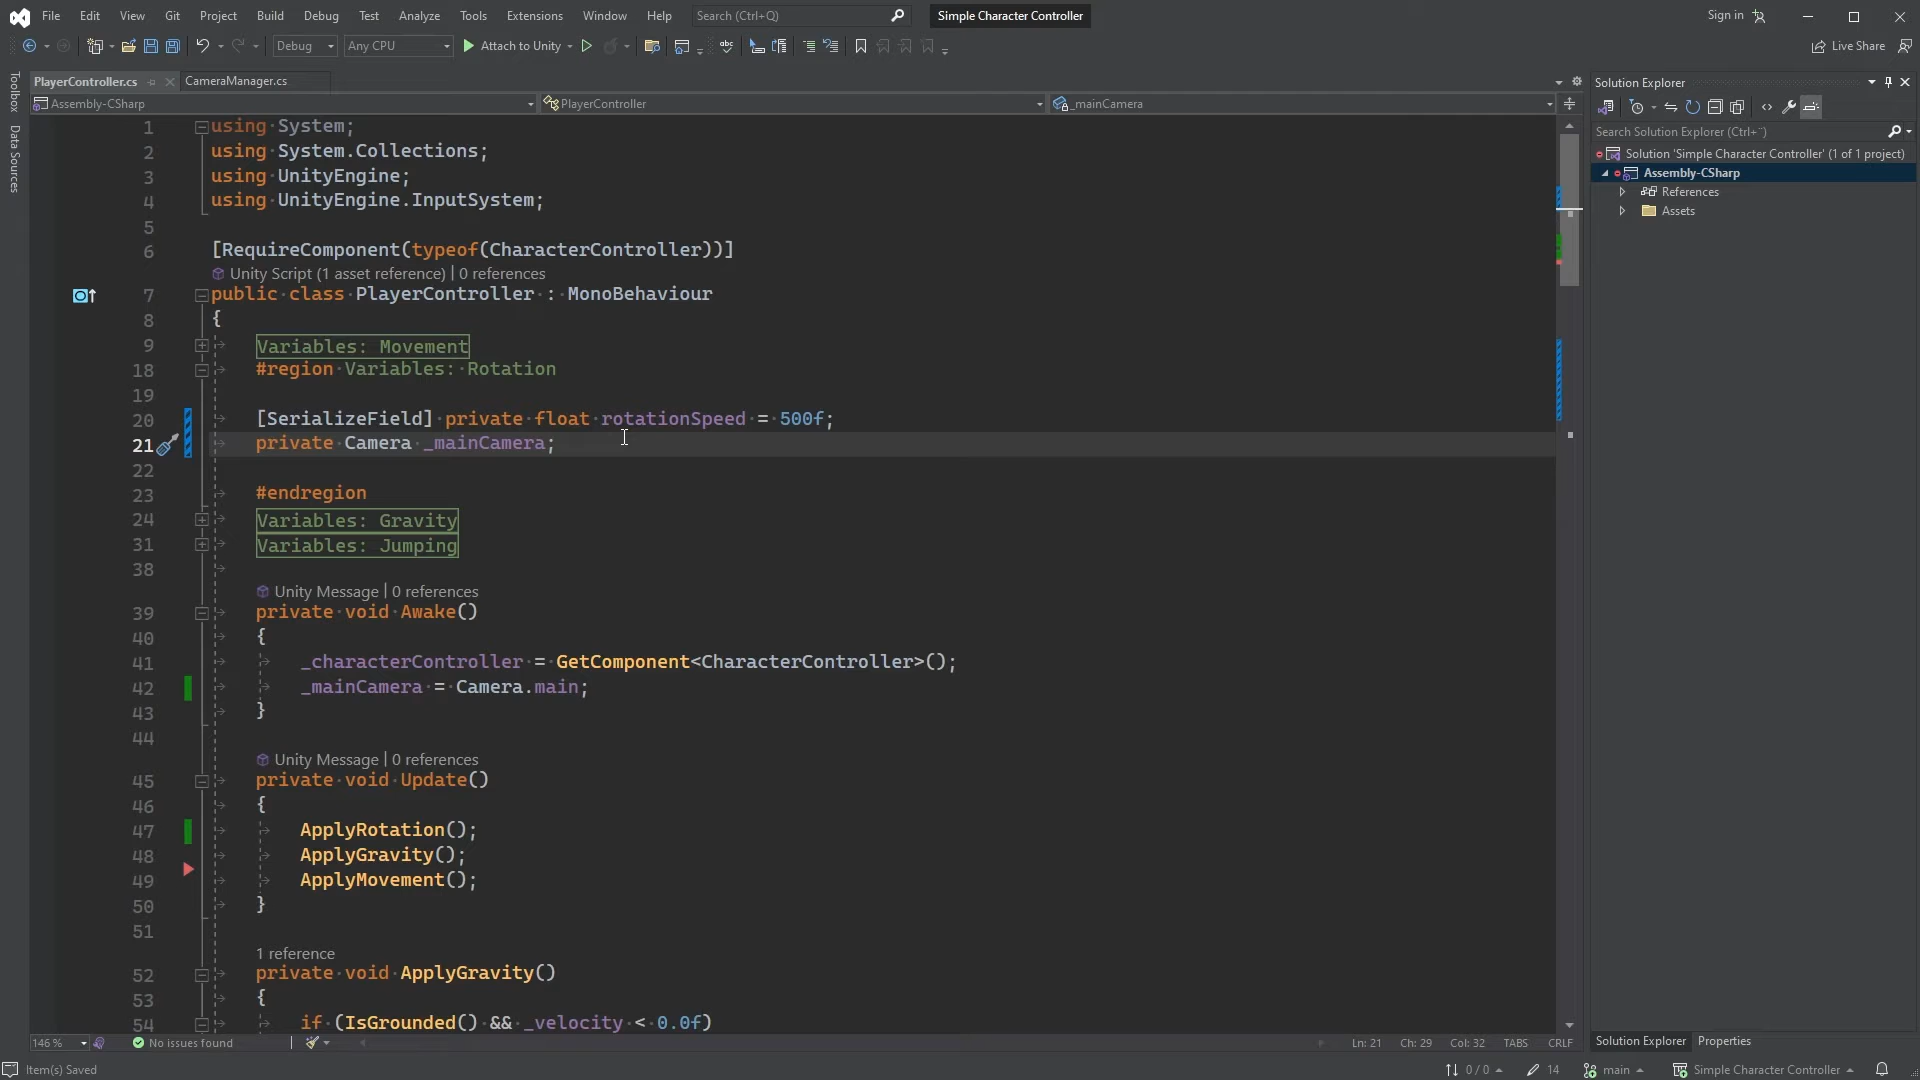 File Edit View Git Project Build Debug Test Analyze Tools Extensions Window Help Search (Ctrl+Q) Simple Character Controller Sign in
Debug Any CPU Attach to Unity Live Share
PlayerController.cs CameraManager.cs
Assembly-CSharp PlayerController _mainCamera
Toolbox
Data Sources
1 using System;
2 using System.Collections;
3 using UnityEngine;
4 using UnityEngine.InputSystem;
5
6 [RequireComponent(typeof(CharacterController))]
Unity Script (1 asset reference) | 0 references
7 public class PlayerController : MonoBehaviour
8 {
9 Variables: Movement
18 #region Variables: Rotation
19
20 [SerializeField] private float rotationSpeed = 500f;
21 private Camera _mainCamera;
22
23 #endregion
24 Variables: Gravity
31 Variables: Jumping
38
Unity Message | 0 references
39 private void Awake()
40 {
41 _characterController = GetComponent<CharacterController>();
42 _mainCamera = Camera.main;
43 }
44
Unity Message | 0 references
45 private void Update()
46 {
47 ApplyRotation();
48 ApplyGravity();
49 ApplyMovement();
50 }
51
1 reference
52 private void ApplyGravity()
53 {
54 if (IsGrounded() && _velocity < 0.0f)
146 % No issues found Ln: 21 Ch: 29 Col: 32 TABS CRLF
Solution Explorer
Search Solution Explorer (Ctrl+¨)
Solution 'Simple Character Controller' (1 of 1 project)
Assembly-CSharp
References
Assets
Solution Explorer Properties
Item(s) Saved 0 / 0 14 main Simple Character Controller